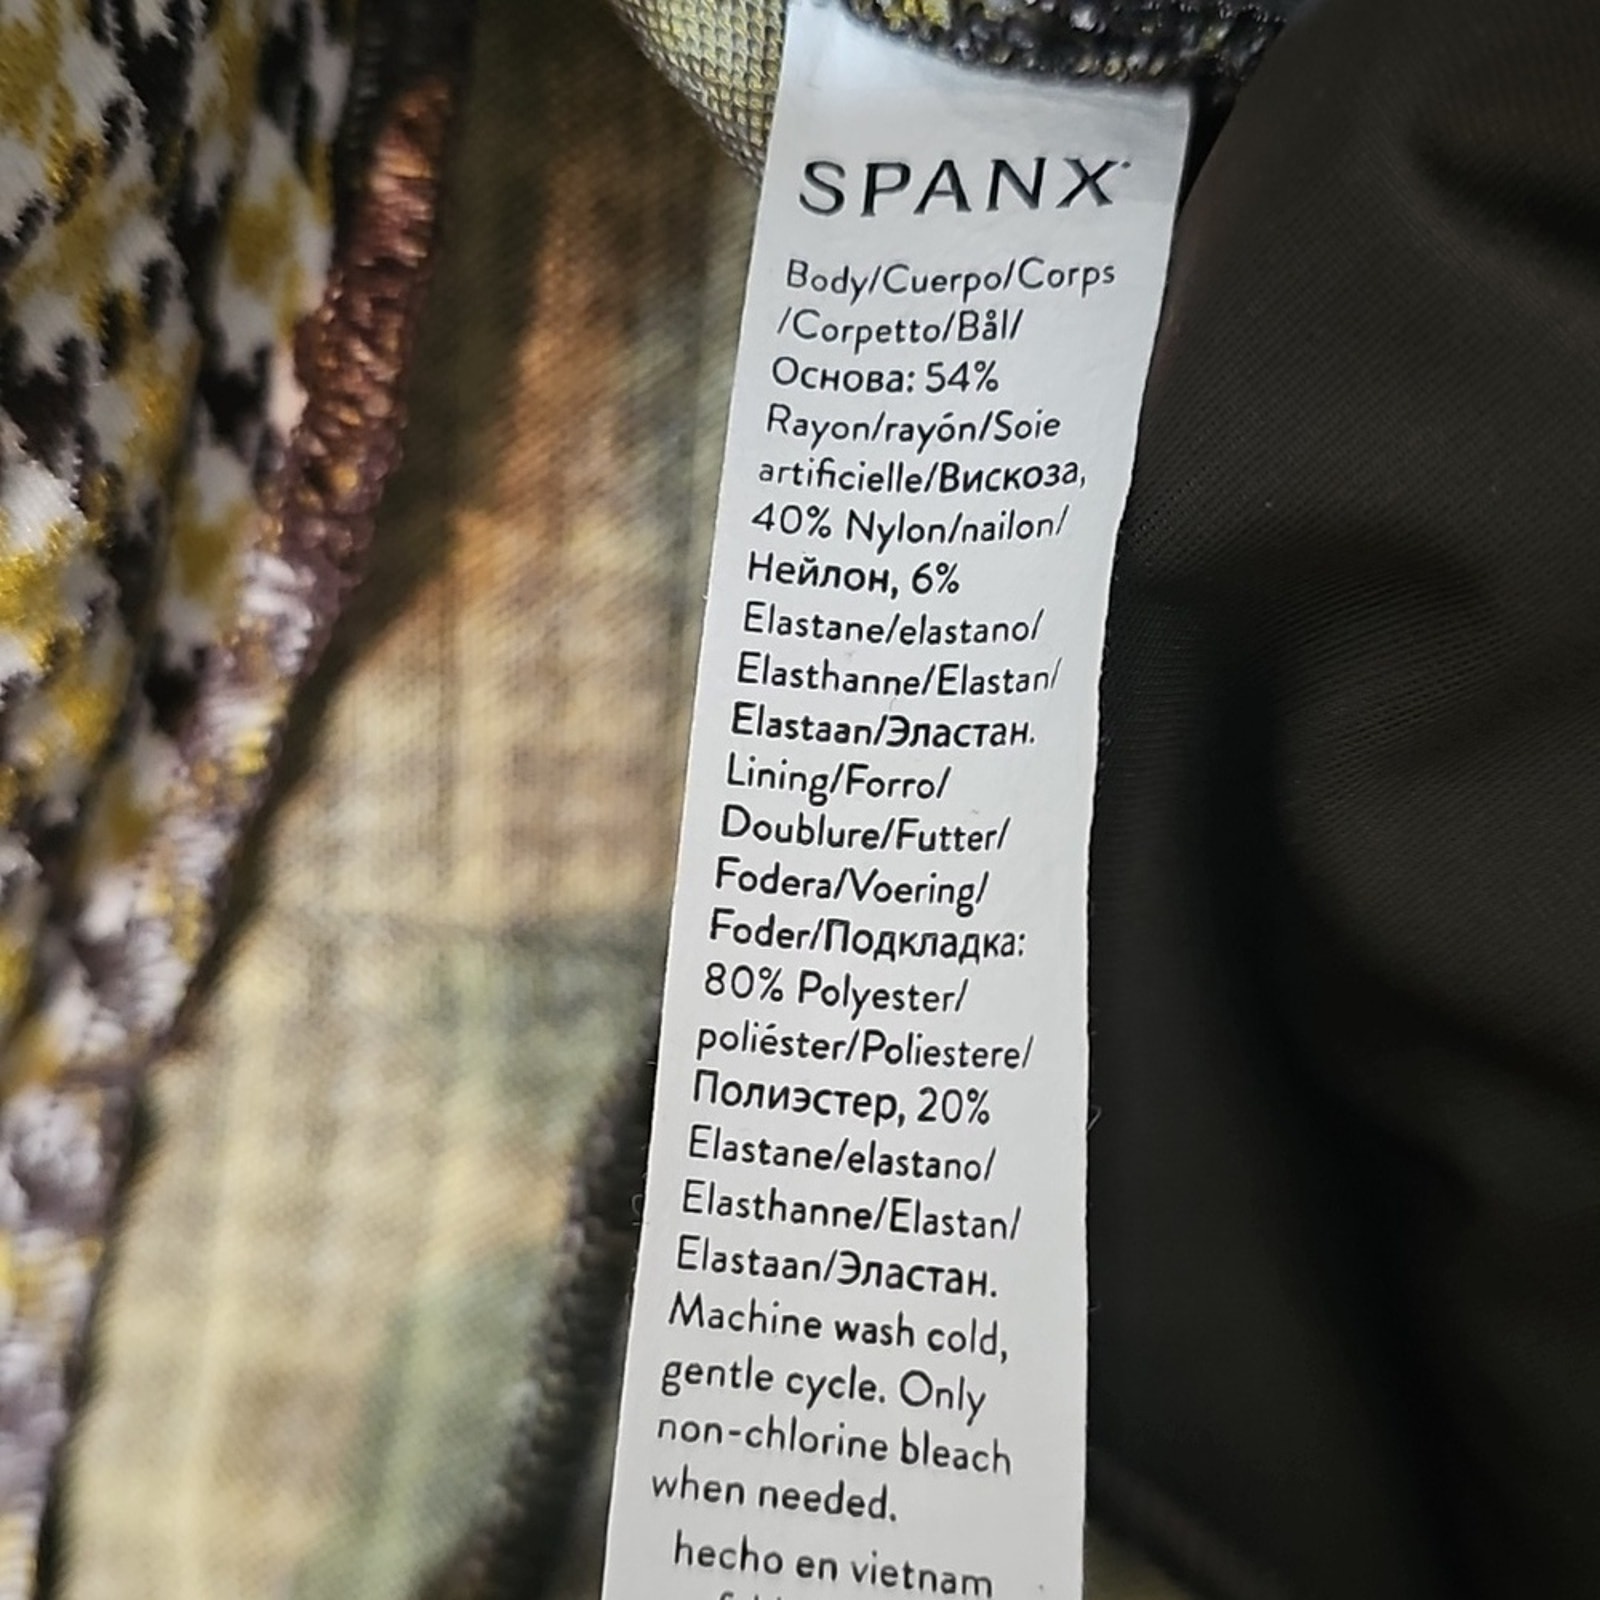 SPANX
Body/Cuerpo/Corps
/Corpetto/Bål/
Основа: 54%
Rayon/rayón/Soie
artificielle/Вискоза,
40% Nylon/nailon/
Нейлон, 6%
Elastane/elastano/
Elasthanne/Elastan/
Elastaan/Эластан.
Lining/Forro/
Doublure/Futter/
Fodera/Voering/
Foder/Подкладка:
80% Polyester/
poliéster/Poliestere/
Полиэстер, 20%
Elastane/elastano/
Elasthanne/Elastan/
Elastaan/Эластан.
Machine wash cold,
gentle cycle. Only
non-chlorine bleach
when needed.
hecho en vietnam